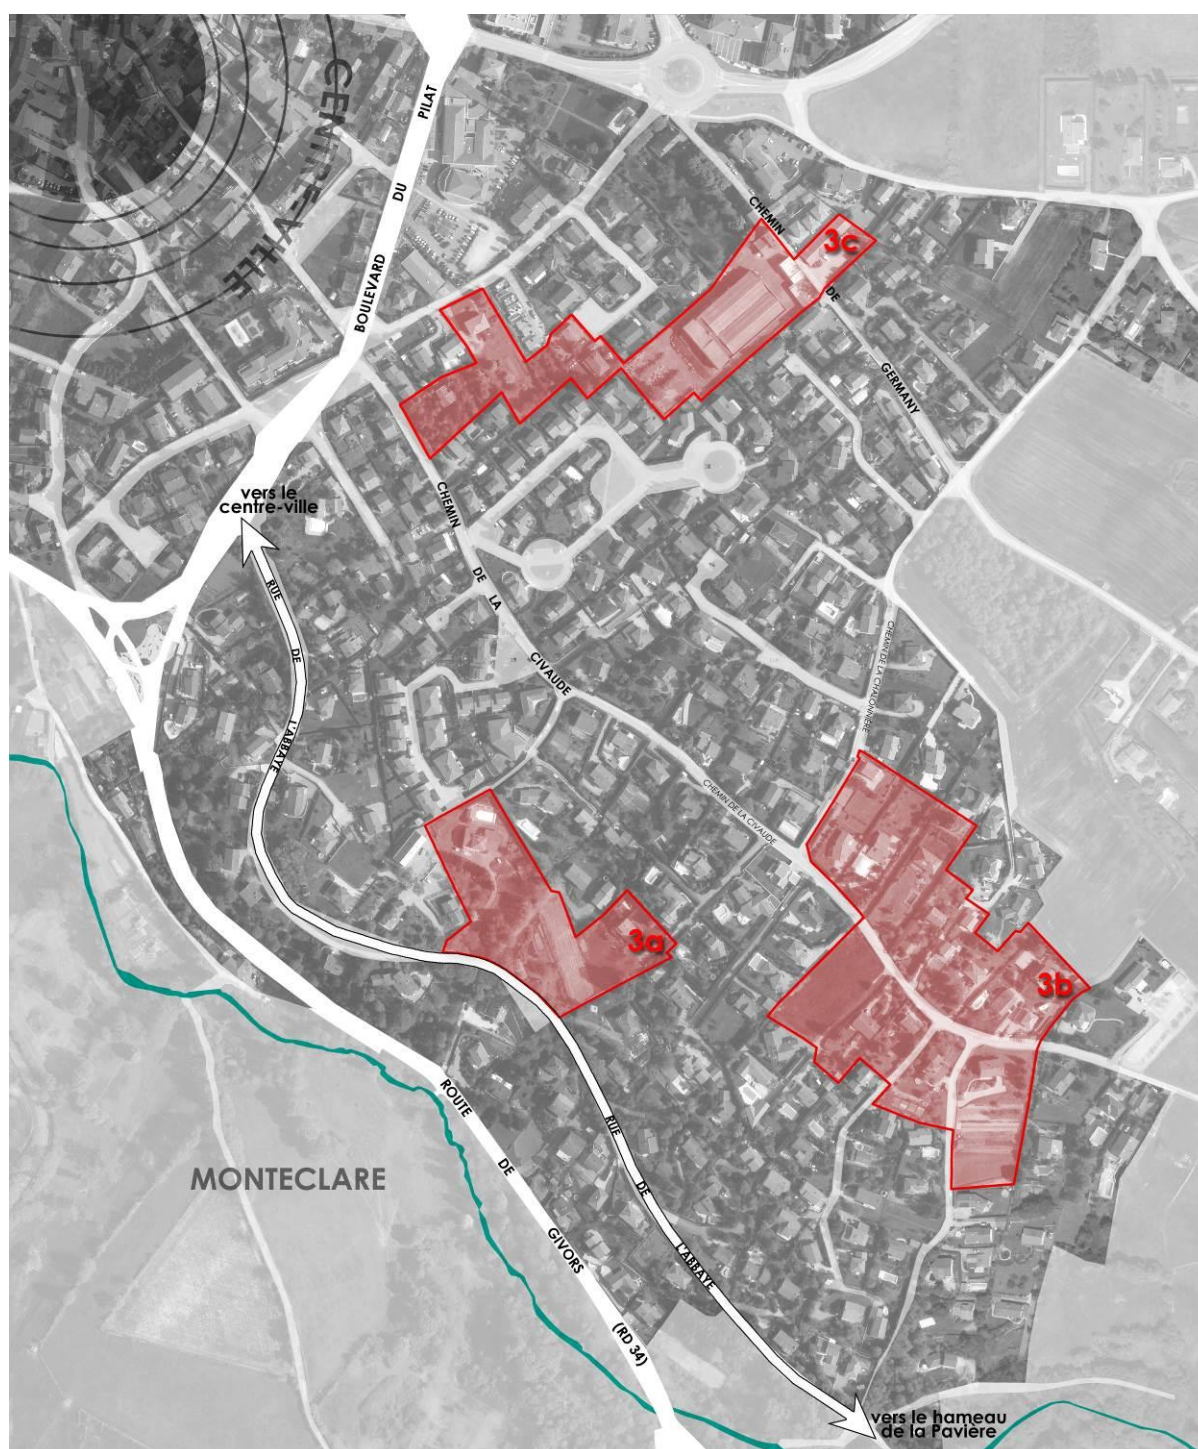 CENTRE-VILLE
BOULEVARD DU PILAT
CHEMIN DE GERMANY
3c
vers le
centre-ville
CHEMIN DE LA CIVAUDE
RUE DE L'ABBAYE
CHEMIN DE LA CHALONNIÈRE
CHEMIN DE LA CIVAUDE
3a
3b
ROUTE DE GIVORS (RD 34)
MONTECLARE
RUE DE L'ABBAYE
vers le hameau
de la Pavière